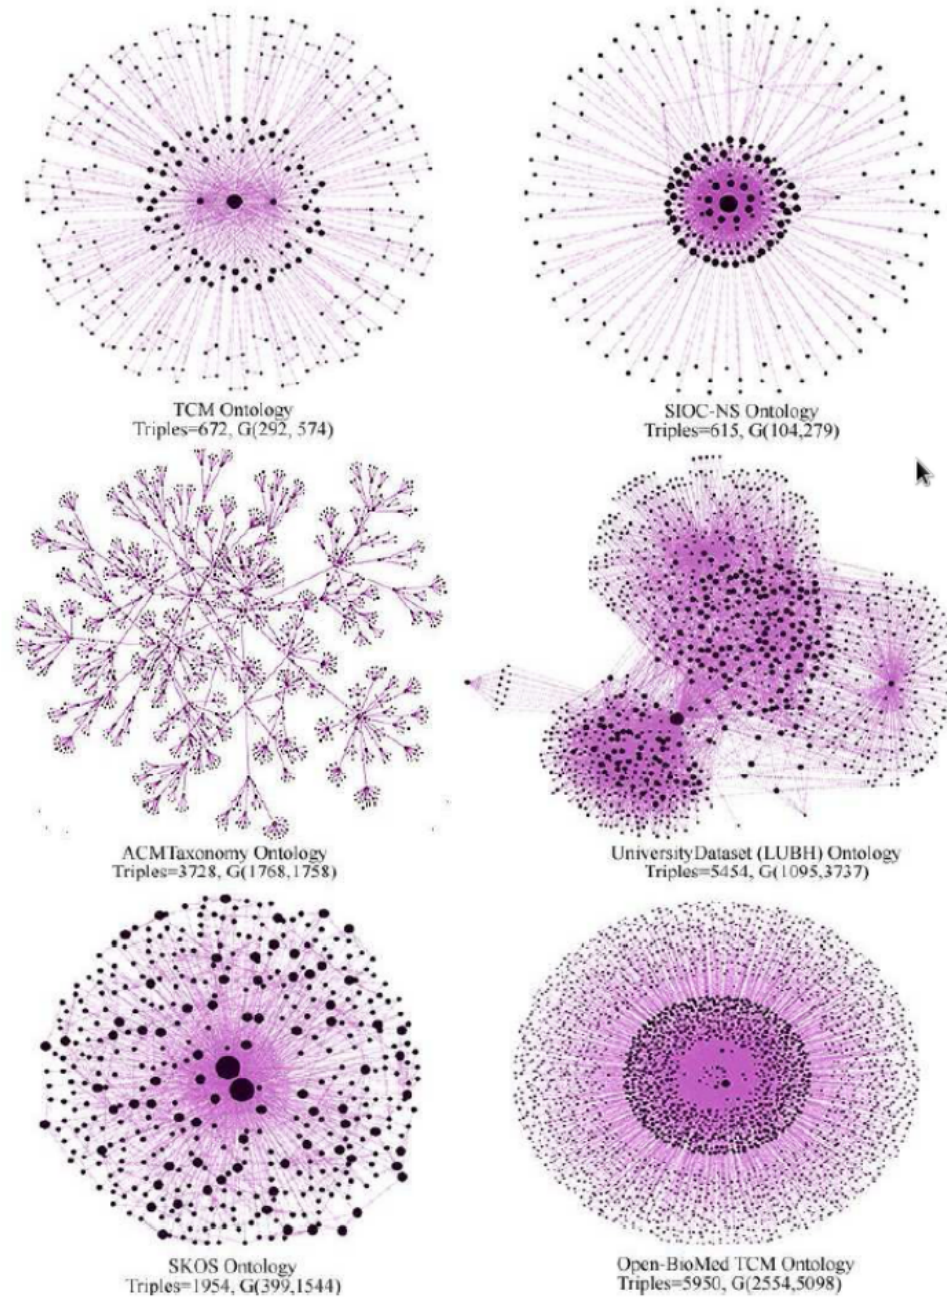 TCM Ontology
Triples=672, G(292, 574)
SIOC-NS Ontology
Triples=615, G(104,279)
ACMTaxonomy Ontology
Triples=3728, G(1768,1758)
UniversityDataset (LUBH) Ontology
Triples=5454, G(1095,3737)
SKOS Ontology
Triples=1954, G(399,1544)
Open-BioMed TCM Ontology
Triples=5950, G(2554,5098)